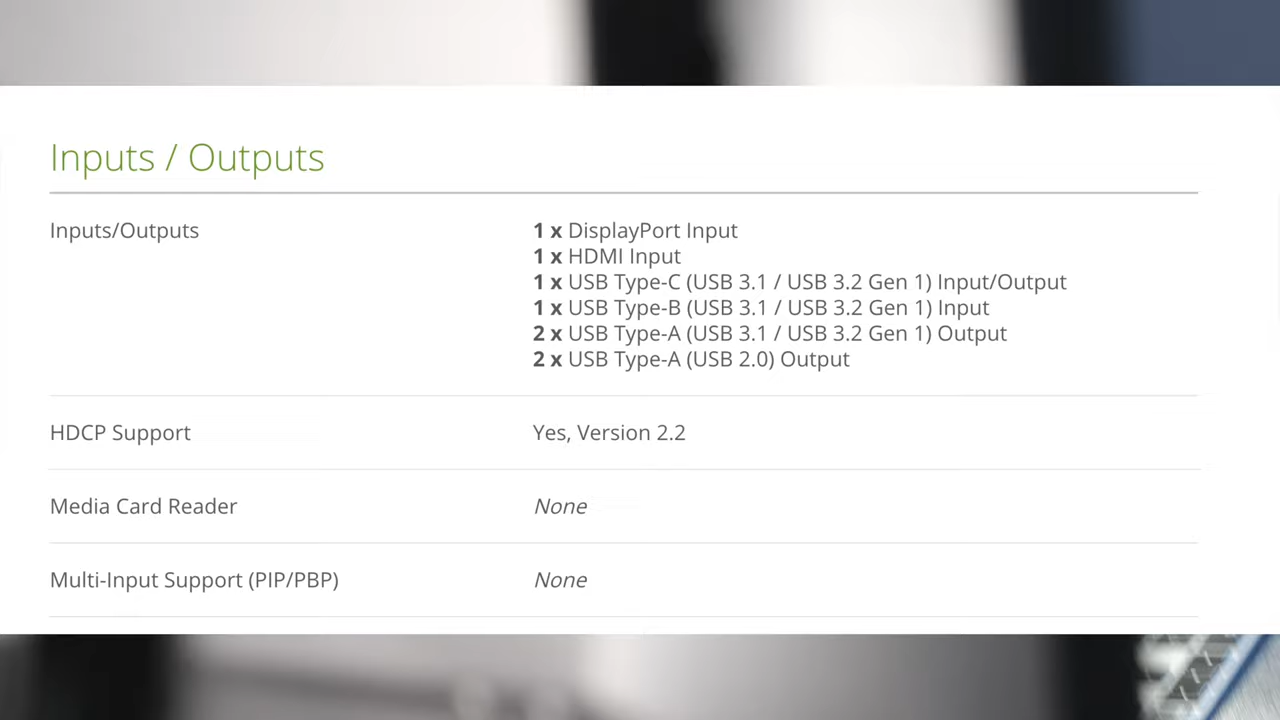 Inputs / Outputs
Inputs/Outputs
1 x DisplayPort Input
1 x HDMI Input
1 x USB Type-C (USB 3.1 / USB 3.2 Gen 1) Input/Output
1 x USB Type-B (USB 3.1 / USB 3.2 Gen 1) Input
2 x USB Type-A (USB 3.1 / USB 3.2 Gen 1) Output
2 x USB Type-A (USB 2.0) Output
HDCP Support Yes, Version 2.2
Media Card Reader None
Multi-Input Support (PIP/PBP) None